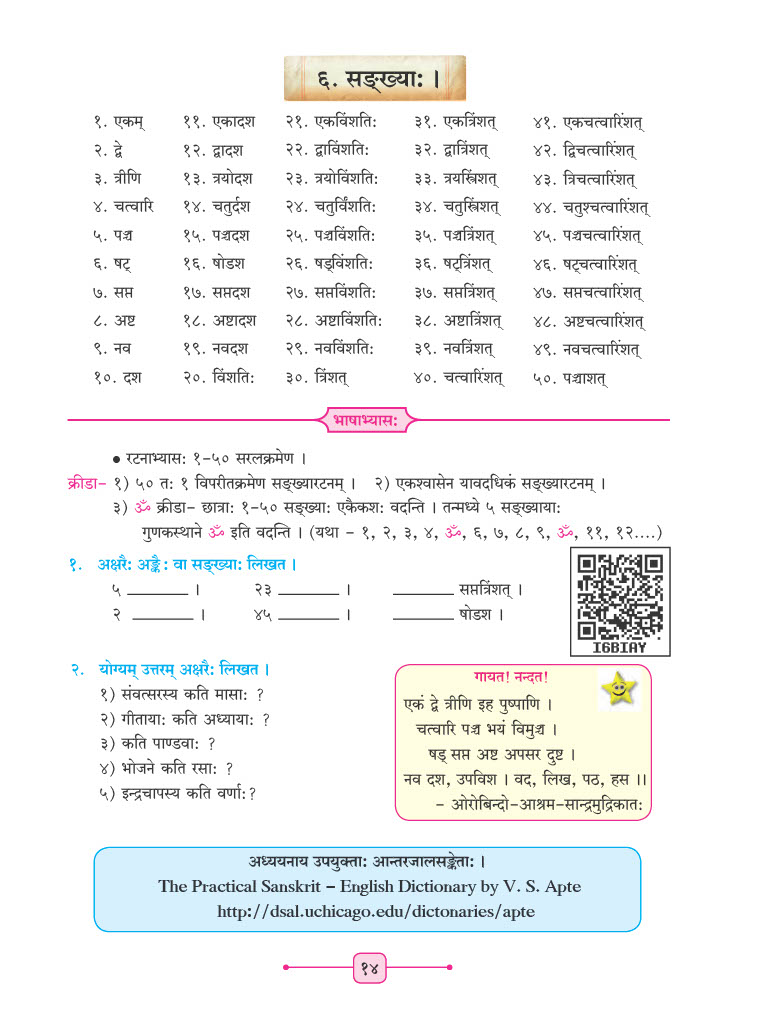 ६. सङ्ख्या: ।
१. एकम् ११. एकादश २१. एकविंशति: ३१. एकत्रिंशत् ४१. एकचत्वारिंशत्
२. द्वे १२. द्वादश २२. द्वाविंशति: ३२. द्वात्रिंशत् ४२. द्विचत्वारिंशत्
३. त्रीणि १३. त्रयोदश २३. त्रयोविंशति: ३३. त्रयस्त्रिंशत् ४३. त्रिचत्वारिंशत्
४. चत्वारि १४. चतुर्दश २४. चतुर्विंशति: ३४. चतुस्त्रिंशत् ४४. चतुश्चत्वारिंशत्
५. पञ्च १५. पञ्चदश २५. पञ्चविंशति: ३५. पञ्चत्रिंशत् ४५. पञ्चचत्वारिंशत्
६. षट् १६. षोडश २६. षड्विंशति: ३६. षट्त्रिंशत् ४६. षट्चत्वारिंशत्
७. सप्त १७. सप्तदश २७. सप्तविंशति: ३७. सप्तत्रिंशत् ४७. सप्तचत्वारिंशत्
८. अष्ट १८. अष्टादश २८. अष्टाविंशति: ३८. अष्टात्रिंशत् ४८. अष्टचत्वारिंशत्
९. नव १९. नवदश २९. नवविंशति: ३९. नवत्रिंशत् ४९. नवचत्वारिंशत्
१०. दश २०. विंशति: ३०. त्रिंशत् ४०. चत्वारिंशत् ५०. पञ्चाशत्
भाषाभ्यास:
• रटनाभ्यास: १-५० सरलक्रमेण ।
क्रीडा- १) ५० त: १ विपरीतक्रमेण सङ्ख्यारटनम् । २) एकश्वासेन यावदधिकं सङ्ख्यारटनम् ।
३) ॐ क्रीडा- छात्रा: १-५० सङ्ख्या: एकैकश: वदन्ति । तन्मध्ये ५ सङ्ख्याया:
गुणकस्थाने ॐ इति वदन्ति । (यथा - १, २, ३, ४, ॐ, ६, ७, ८, ९, ॐ, ११, १२....)
१. अक्षरै: अङ्कै: वा सङ्ख्या: लिखत ।
५ ________ । २३ ________ । ________ सप्तत्रिंशत् ।
२ ________ । ४५ ________ । ________ षोडश ।
I6BIAY
२. योग्यम् उत्तरम् अक्षरै: लिखत ।
१) संवत्सरस्य कति मासा: ?
२) गीताया: कति अध्याया: ?
३) कति पाण्डवा: ?
४) भोजने कति रसा: ?
५) इन्द्रचापस्य कति वर्णा:?
गायत! नन्दत!
एकं द्वे त्रीणि इह पुष्पाणि ।
चत्वारि पञ्च भयं विमुञ्च ।
षड् सप्त अष्ट अपसर दुष्ट ।
नव दश, उपविश । वद, लिख, पठ, हस ।।
- ओरोबिन्दो-आश्रम-सान्द्रमुद्रिकात:
अध्ययनाय उपयुक्ता: आन्तरजालसङ्केता: ।
The Practical Sanskrit – English Dictionary by V. S. Apte
http://dsal.uchicago.edu/dictonaries/apte
१४